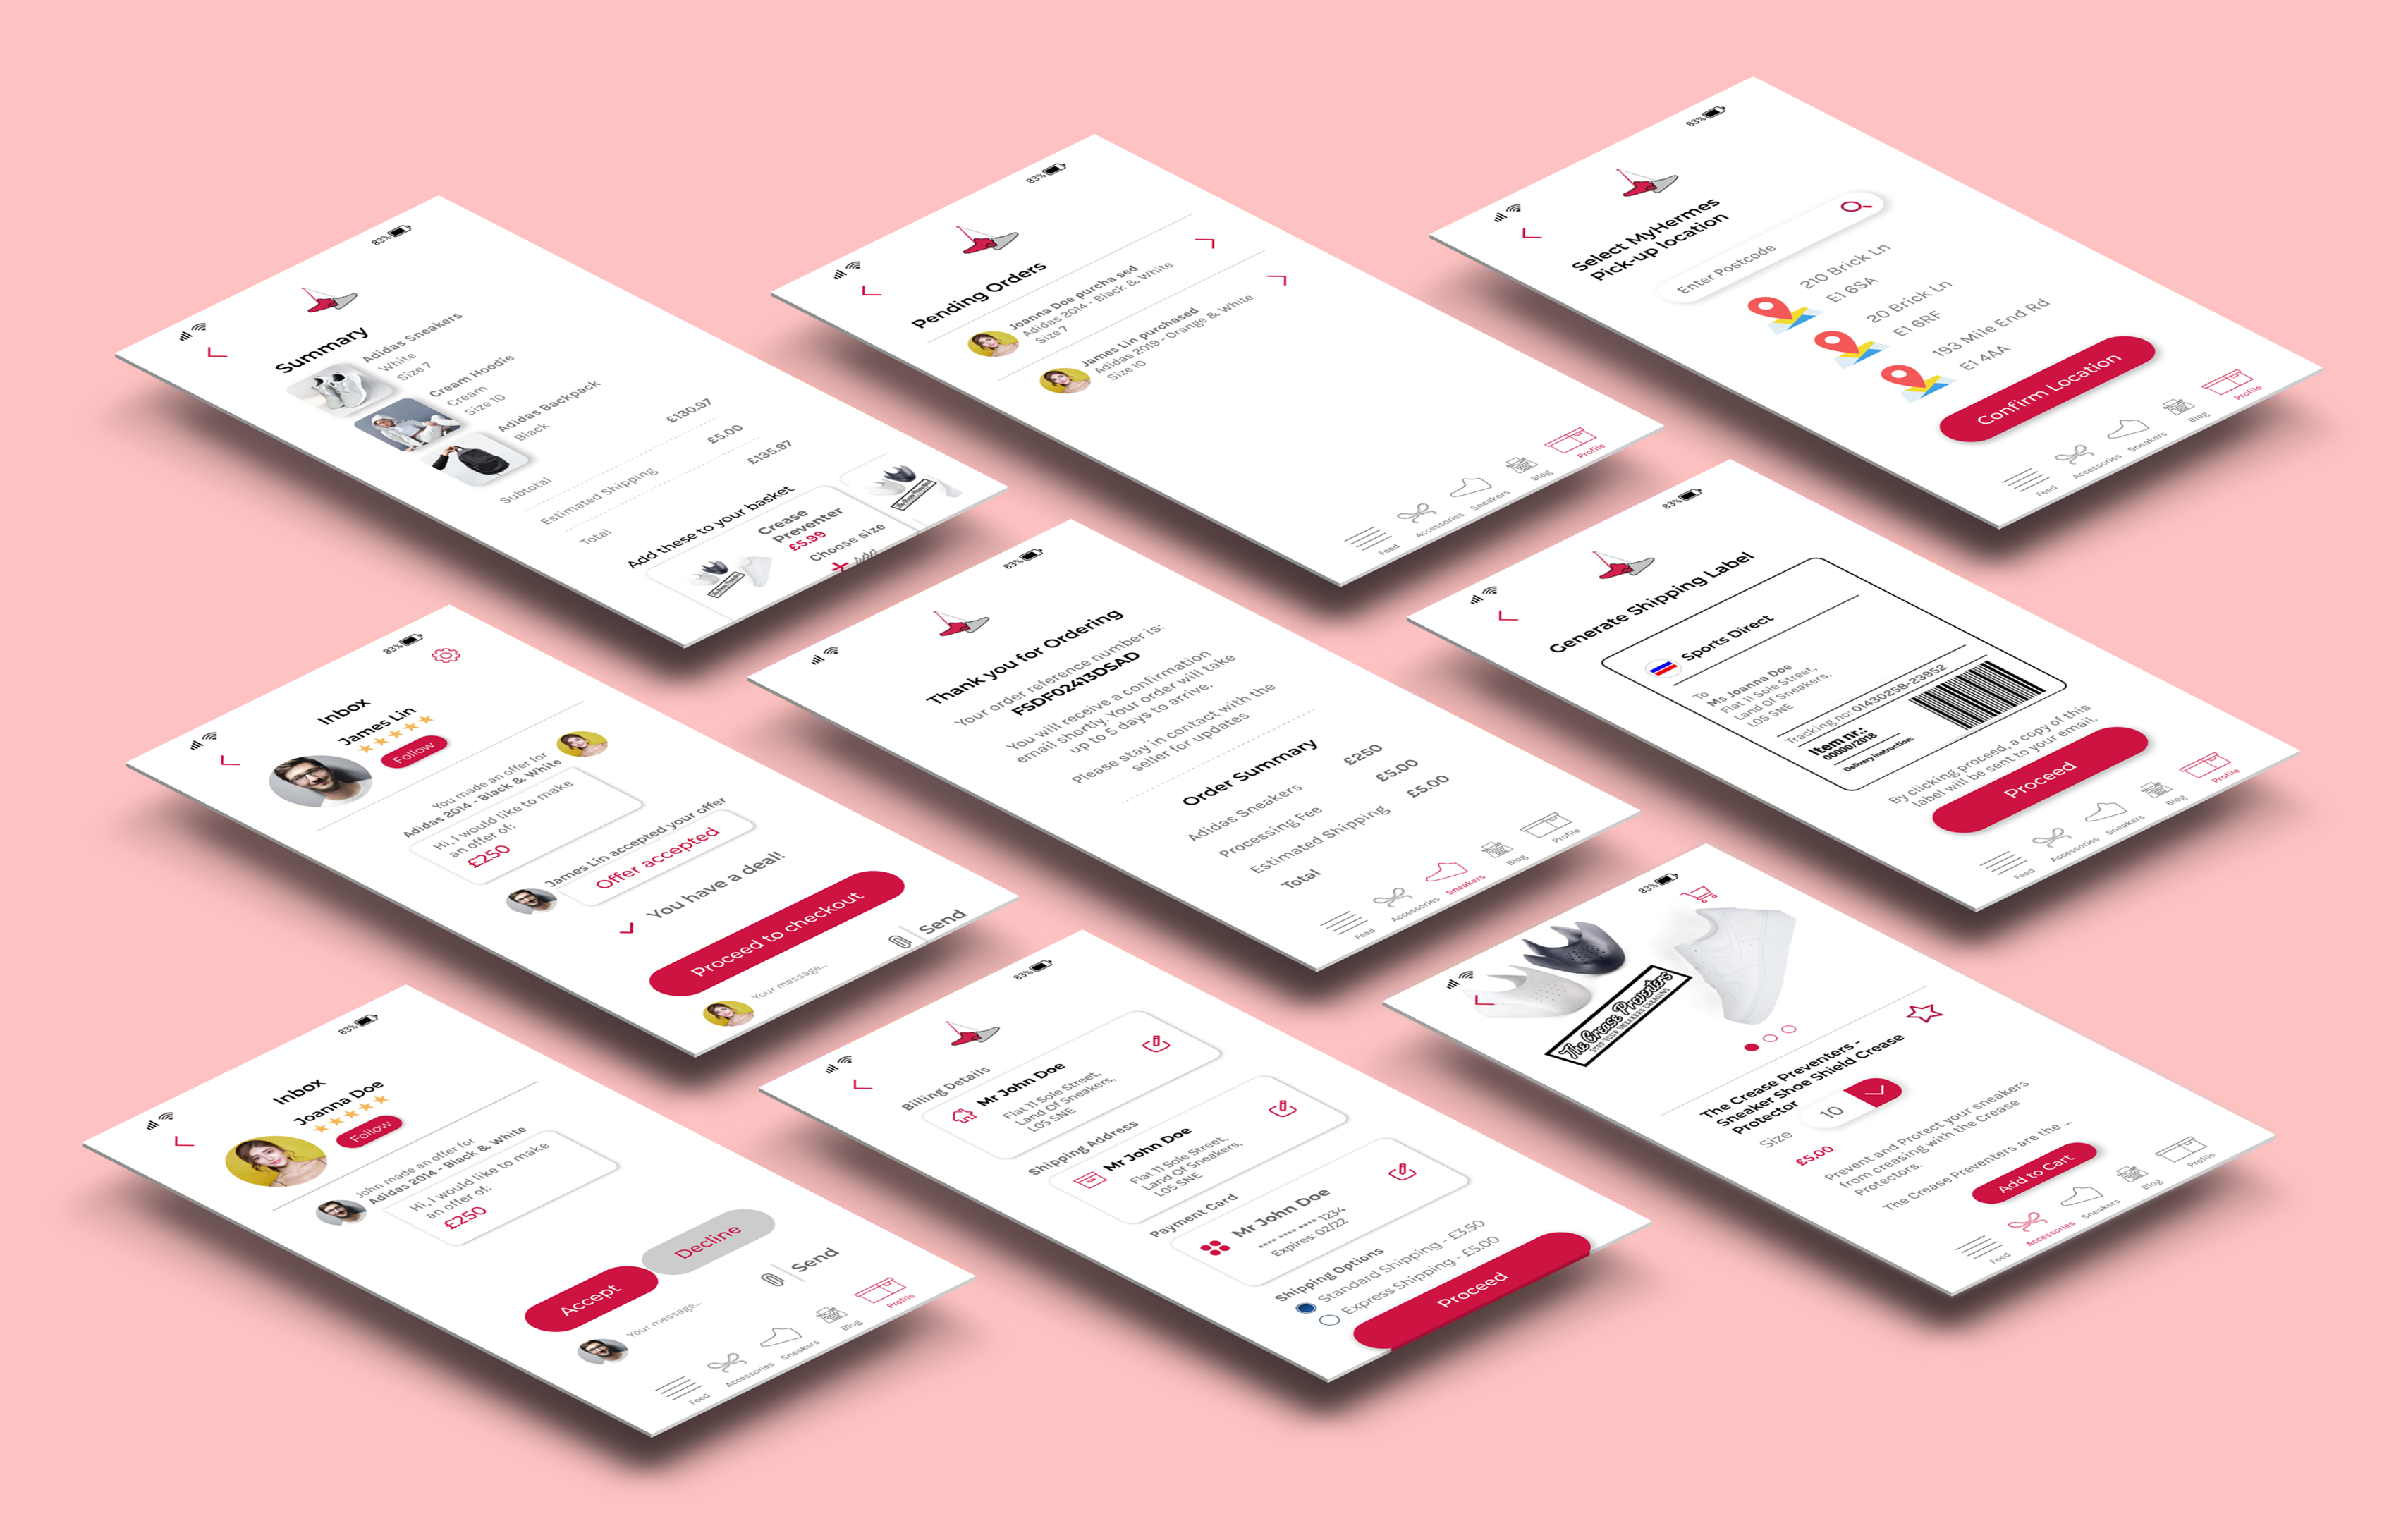 83%
Summary
Adidas Sneakers
White
Size 7
Cream Hoodie
Cream
Size 10
Adidas Backpack
Black
Subtotal £130.97
Estimated Shipping £5.00
Total £135.97
Add these to your basket
Crease
Preventer
£5.99
Choose size
Add
83%
Pending Orders
Joanna Doe purcha sed
Adidas 2014 - Black & White
Size 7
James Lin purchased
Adidas 2019 - Orange & White
Size 10
Feed
Accessories
Sneakers
Blog
Profile
83%
Select MyHermes
Pick-up location
Enter Postcode
210 Brick Ln
E1 6SA
20 Brick Ln
E1 6RF
193 Mile End Rd
E1 4AA
Confirm Location
Feed
Accessories
Sneakers
Blog
Profile
83%
Inbox
James Lin
Follow
You made an offer for
Adidas 2014 - Black & White
Hi, I would like to make
an offer of:
£250
James Lin accepted your offer
Offer accepted
You have a deal!
Proceed to checkout
Your message...
Send
83%
Thank you for Ordering
Your order reference number is:
FSDF02413DSAD
You will receive a confirmation
email shortly. Your order will take
up to 5 days to arrive.
Please stay in contact with the
seller for updates
Order Summary
Adidas Sneakers £250
Processing Fee £5.00
Estimated Shipping £5.00
Total
Feed
Accessories
Sneakers
Blog
Profile
83%
Generate Shipping Label
Sports Direct
To
Ms Joanna Doe
Flat 11 Sole Street,
Land Of Sneakers,
L05 SNE
Tracking no: 01430258-23952
Item nr.:
00000/2018
Delivery instruction:
By clicking proceed, a copy of this
label will be sent to your email.
Proceed
Feed
Accessories
Sneakers
Blog
Profile
83%
Inbox
Joanna Doe
Follow
John made an offer for
Adidas 2014 - Black & White
Hi, I would like to make
an offer of:
£250
Accept
Decline
Your message...
Send
Feed
Accessories
Sneakers
Blog
Profile
83%
Billing Details
Mr John Doe
Flat 11 Sole Street,
Land Of Sneakers,
L05 SNE
Shipping Address
Mr John Doe
Flat 11 Sole Street,
Land Of Sneakers,
L05 SNE
Payment Card
Mr John Doe
**** **** **** 1234
Expires: 02/22
Shipping Options
Standard Shipping - £3.50
Express Shipping - £5.00
Proceed
83%
The Crease Preventers
STOP YOUR SNEAKERS CREASING
The Crease Preventers -
Sneaker Shoe Shield Crease
Protector
Size 10
£5.00
Prevent and Protect your sneakers
from creasing with the Crease
Protectors.
The Crease Preventers are the ...
Add to Cart
Feed
Accessories
Sneakers
Blog
Profile